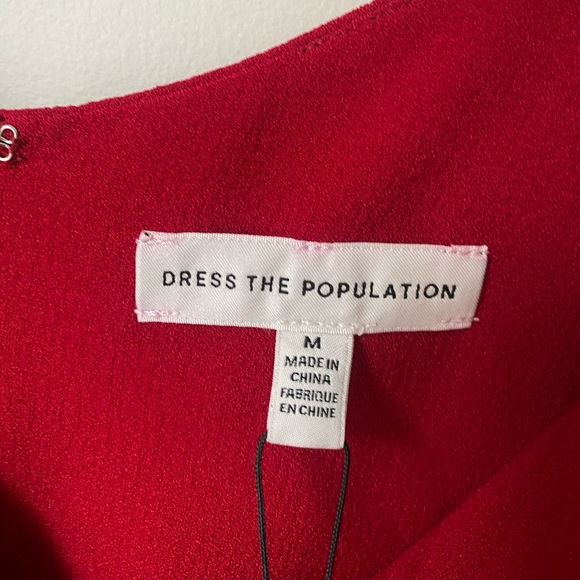 DRESS THE POPULATION
M
MADE IN
CHINA
FABRIQUE
EN CHINE